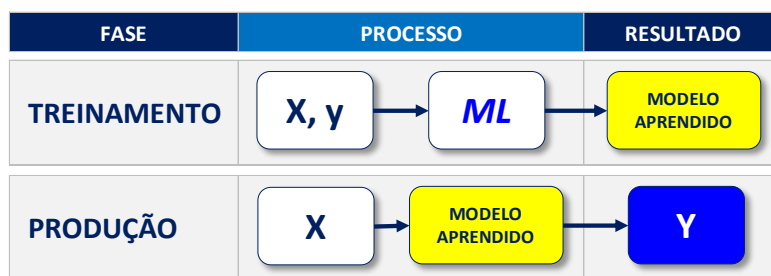 FASE PROCESSO RESULTADO
TREINAMENTO X, y ML MODELO
APRENDIDO
PRODUÇÃO X MODELO
APRENDIDO Y